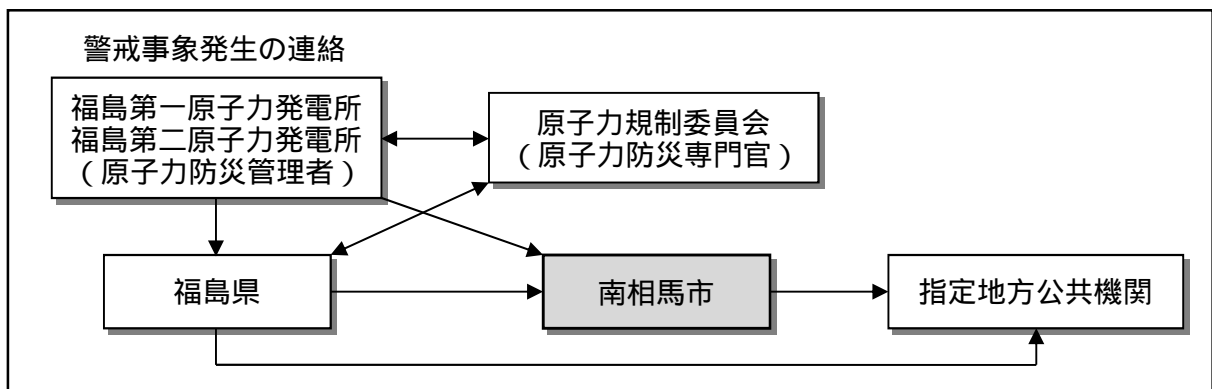 警戒事象発生の連絡
福島第一原子力発電所
福島第二原子力発電所
(原子力防災管理者)
原子力規制委員会
(原子力防災専門官)
福島県
南相馬市
指定地方公共機関